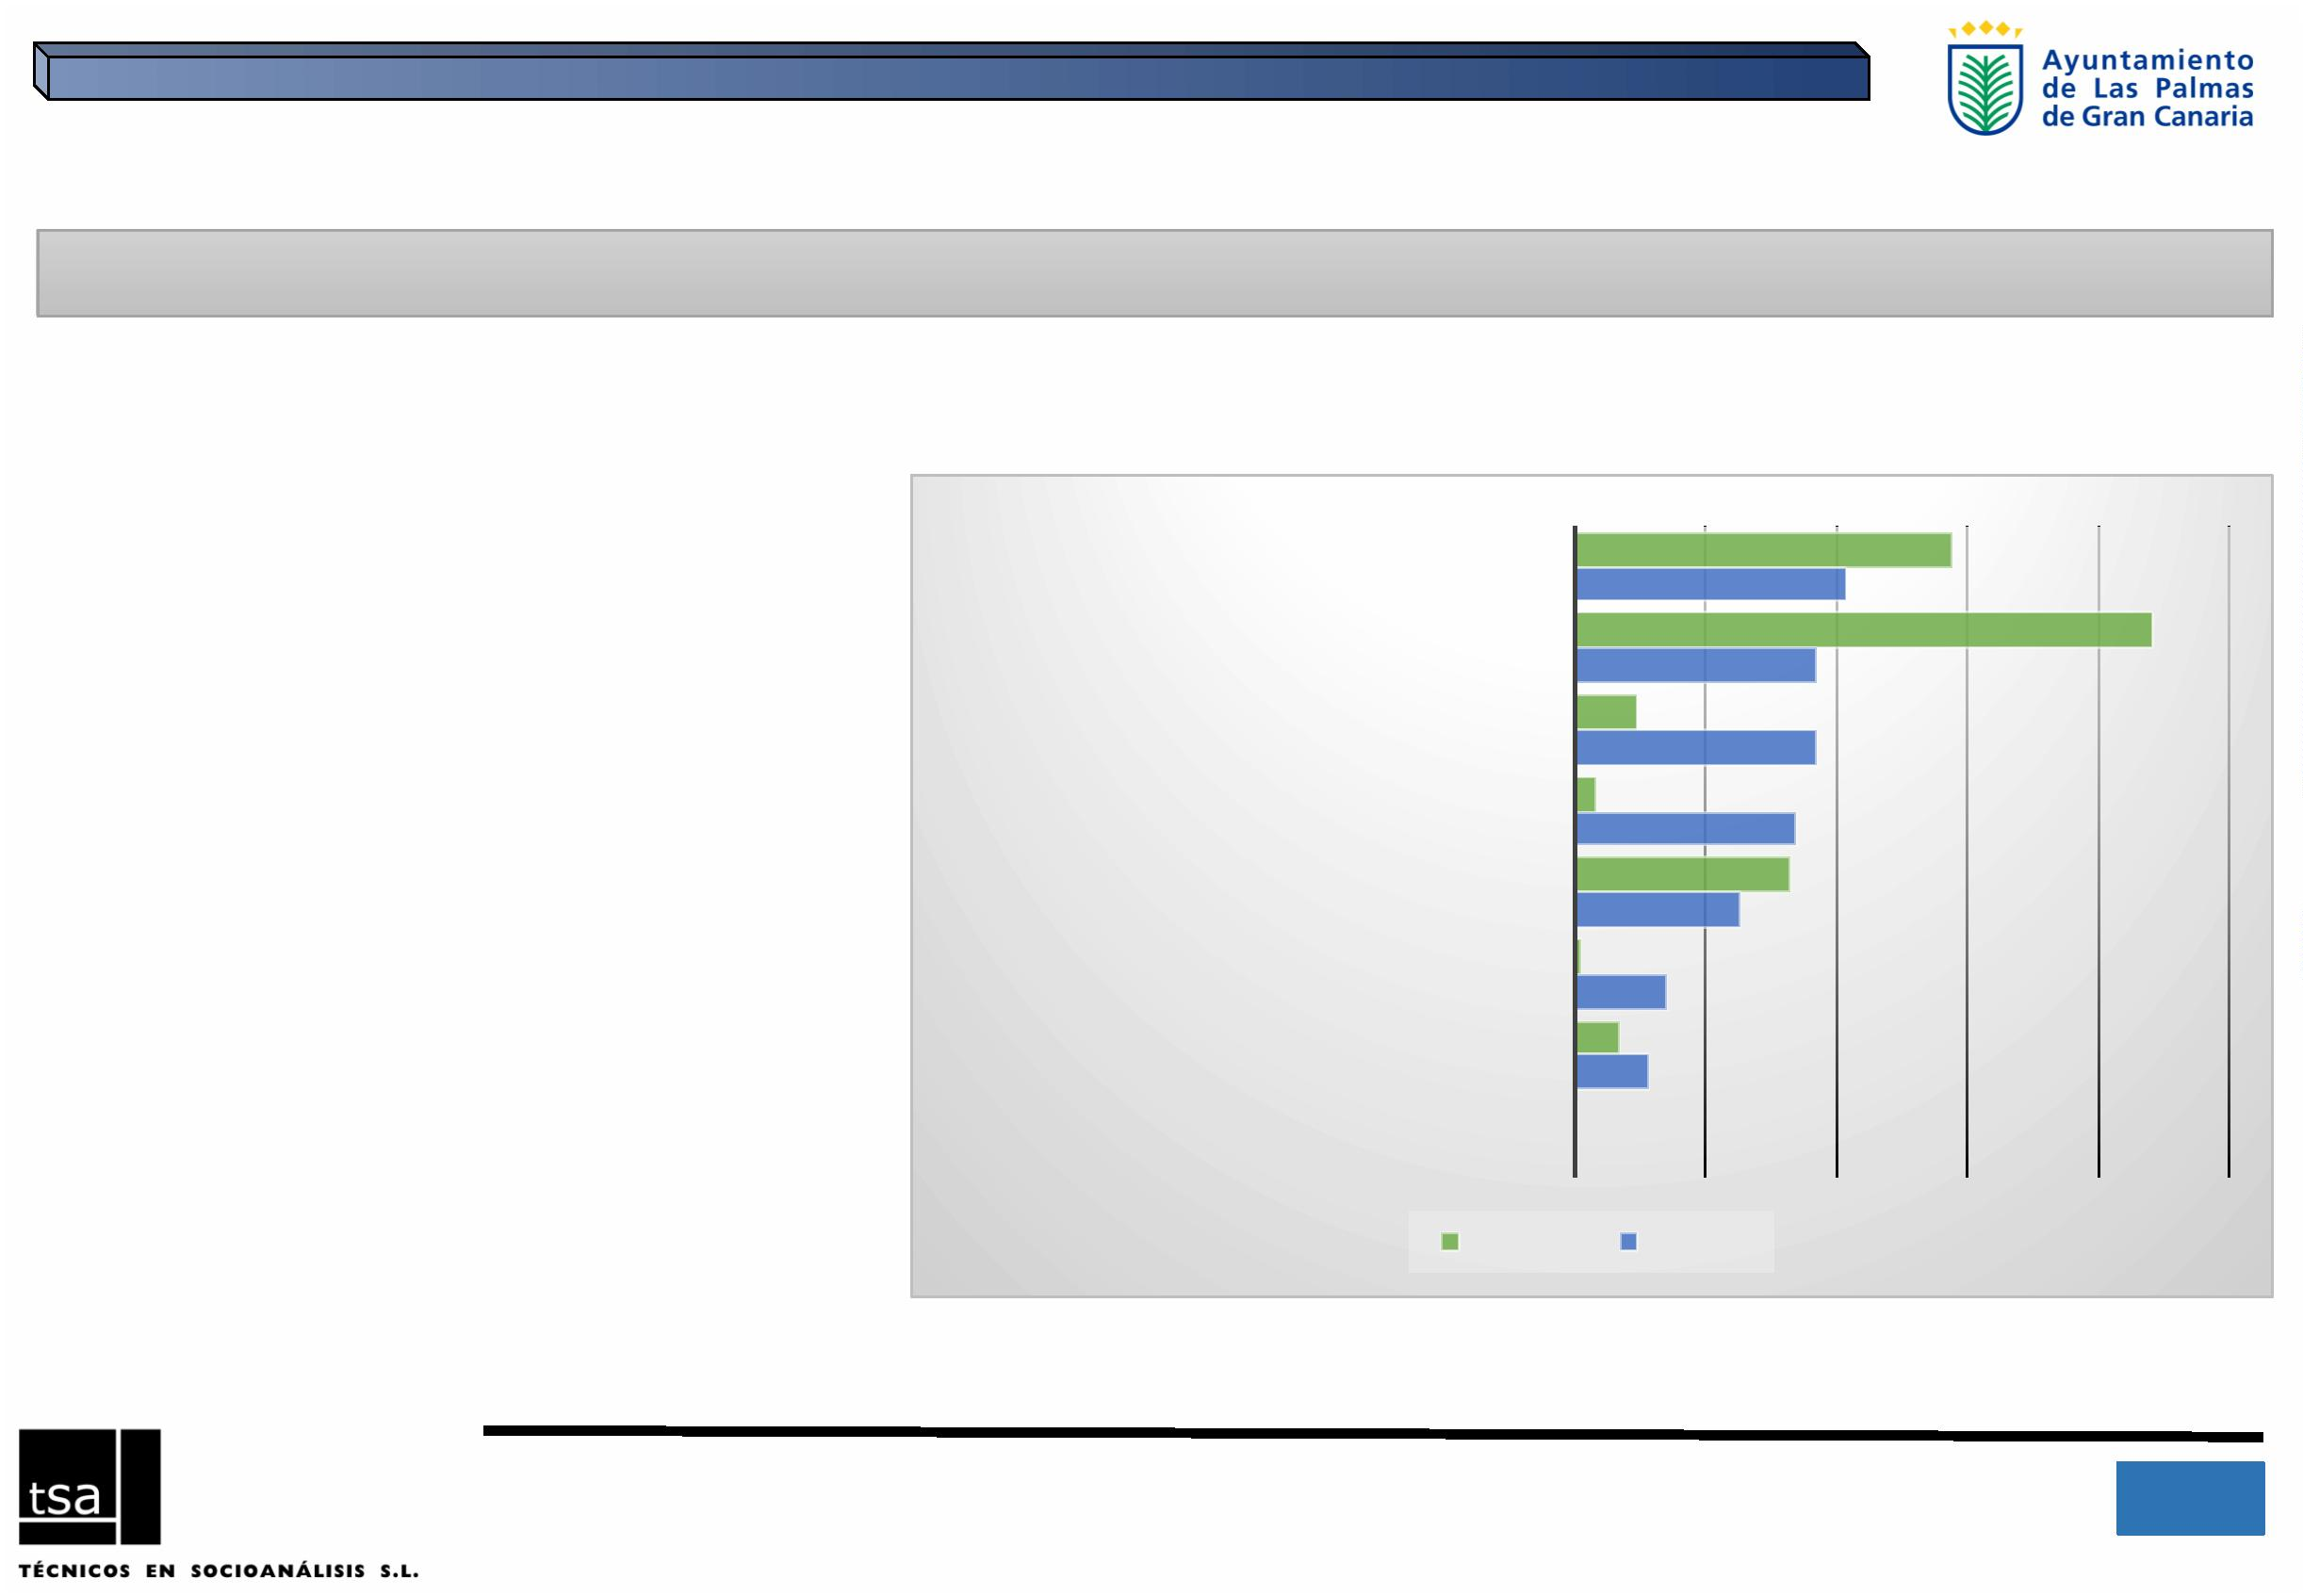 Ayuntamiento
de Las Palmas
de Gran Canaria
tsa
TÉCNICOS EN SOCIOANÁLISIS S.L.